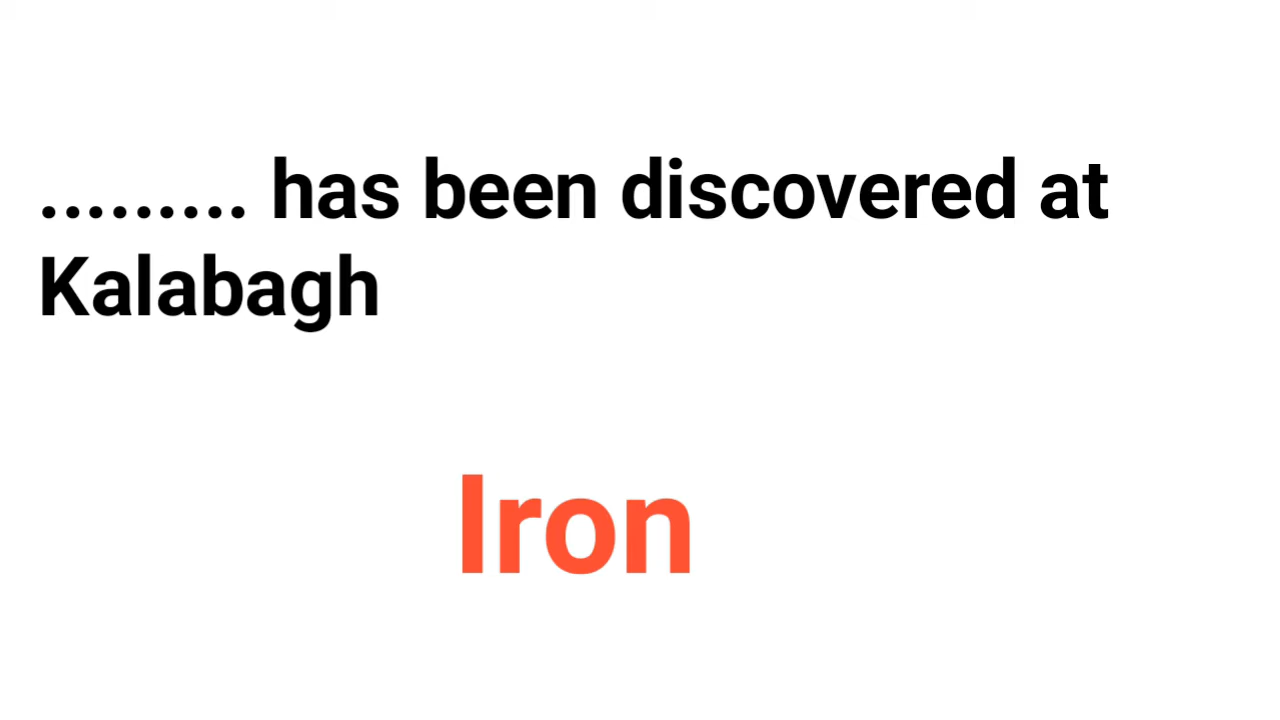 ......... has been discovered at
Kalabagh
Iron